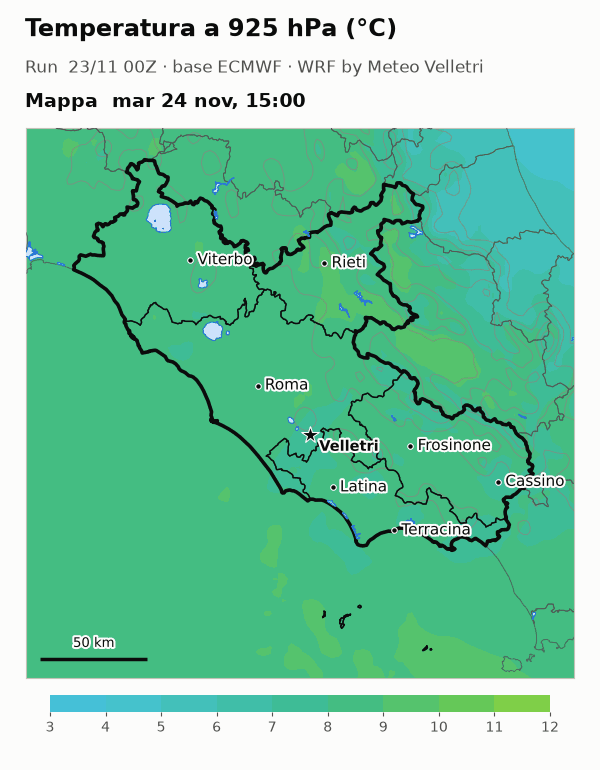 Temperatura a 925 hPa (°C)
Run  23/11 00Z · base ECMWF · WRF by Meteo Velletri
Mappa  mar 24 nov, 15:00
Viterbo
Rieti
Roma
Velletri
Frosinone
Latina
Cassino
Terracina
50 km
3 4 5 6 7 8 9 10 11 12